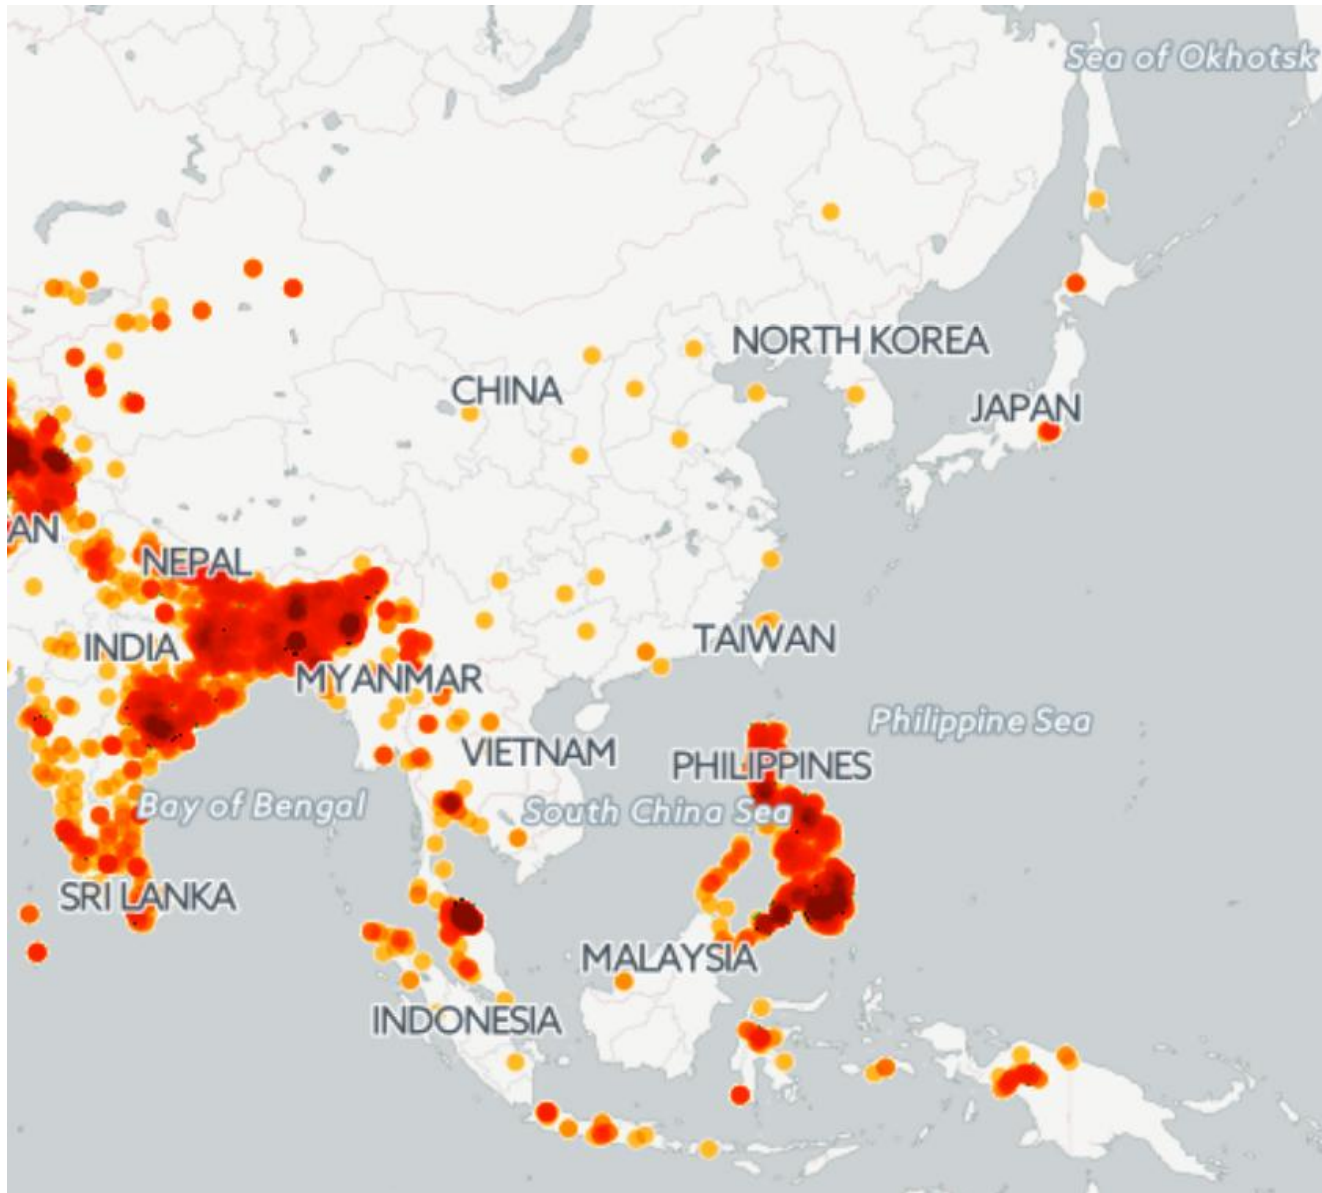 Sea of Okhotsk
NORTH KOREA
CHINA
JAPAN
AN
NEPAL
INDIA
TAIWAN
MYANMAR
Philippine Sea
VIETNAM
PHILIPPINES
Bay of Bengal
South China Sea
SRI LANKA
MALAYSIA
INDONESIA